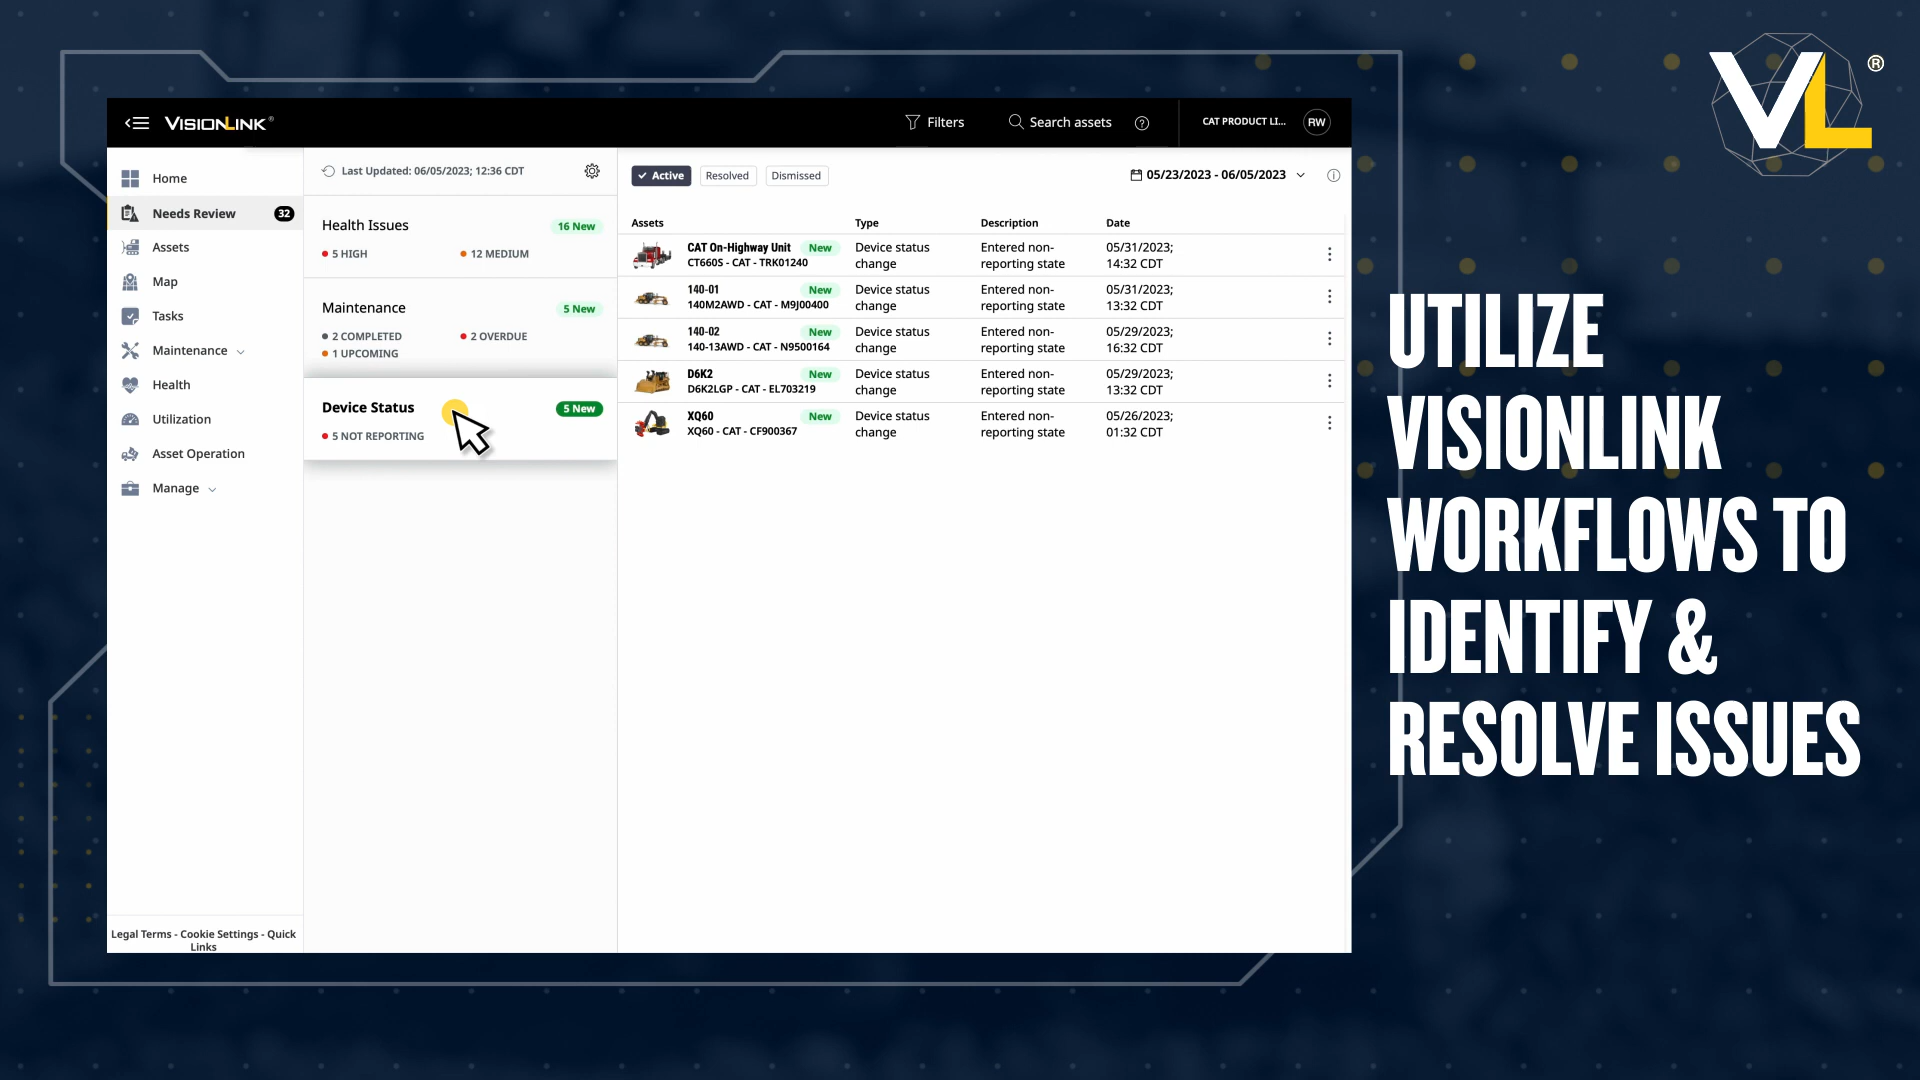 VL®
VISIONLINK®
Filters
Search assets
?
CAT PRODUCT LI...
RW
Home
Needs Review
32
Assets
Map
Tasks
Maintenance
Health
Utilization
Asset Operation
Manage
Legal Terms - Cookie Settings - Quick
Links
Last Updated: 06/05/2023; 12:36 CDT
Health Issues
16 New
5 HIGH
12 MEDIUM
Maintenance
5 New
2 COMPLETED
2 OVERDUE
1 UPCOMING
Device Status
5 New
5 NOT REPORTING
Active
Resolved
Dismissed
05/23/2023 - 06/05/2023
Assets
Type
Description
Date
CAT On-Highway Unit
New
CT660S - CAT - TRK01240
Device status
change
Entered non-
reporting state
05/31/2023;
14:32 CDT
140-01
New
140M2AWD - CAT - M9J00400
Device status
change
Entered non-
reporting state
05/31/2023;
13:32 CDT
140-02
New
140-13AWD - CAT - N9500164
Device status
change
Entered non-
reporting state
05/29/2023;
16:32 CDT
D6K2
New
D6K2LGP - CAT - EL703219
Device status
change
Entered non-
reporting state
05/29/2023;
13:32 CDT
XQ60
New
XQ60 - CAT - CF900367
Device status
change
Entered non-
reporting state
05/26/2023;
01:32 CDT
UTILIZE
VISIONLINK
WORKFLOWS TO
IDENTIFY &
RESOLVE ISSUES